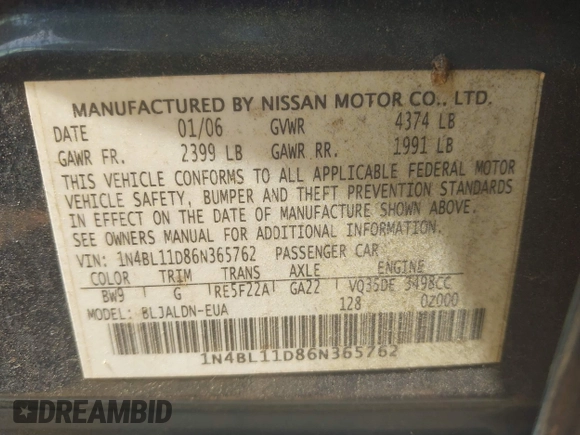 MANUFACTURED BY NISSAN MOTOR CO., LTD.
DATE 01/06 GVWR 4374 LB
GAWR FR. 2399 LB GAWR RR. 1991 LB
THIS VEHICLE CONFORMS TO ALL APPLICABLE FEDERAL MOTOR
VEHICLE SAFETY, BUMPER AND THEFT PREVENTION STANDARDS
IN EFFECT ON THE DATE OF MANUFACTURE SHOWN ABOVE.
SEE OWNERS MANUAL FOR ADDITIONAL INFORMATION.
VIN: 1N4BL11D86N365762 PASSENGER CAR
COLOR TRIM TRANS AXLE ENGINE
BW9 G RE5F22A GA22 VQ35DE 3498CC
MODEL: BLJALDN-EUA 128 0Z000
1N4BL11D86N365762
DREAMBID